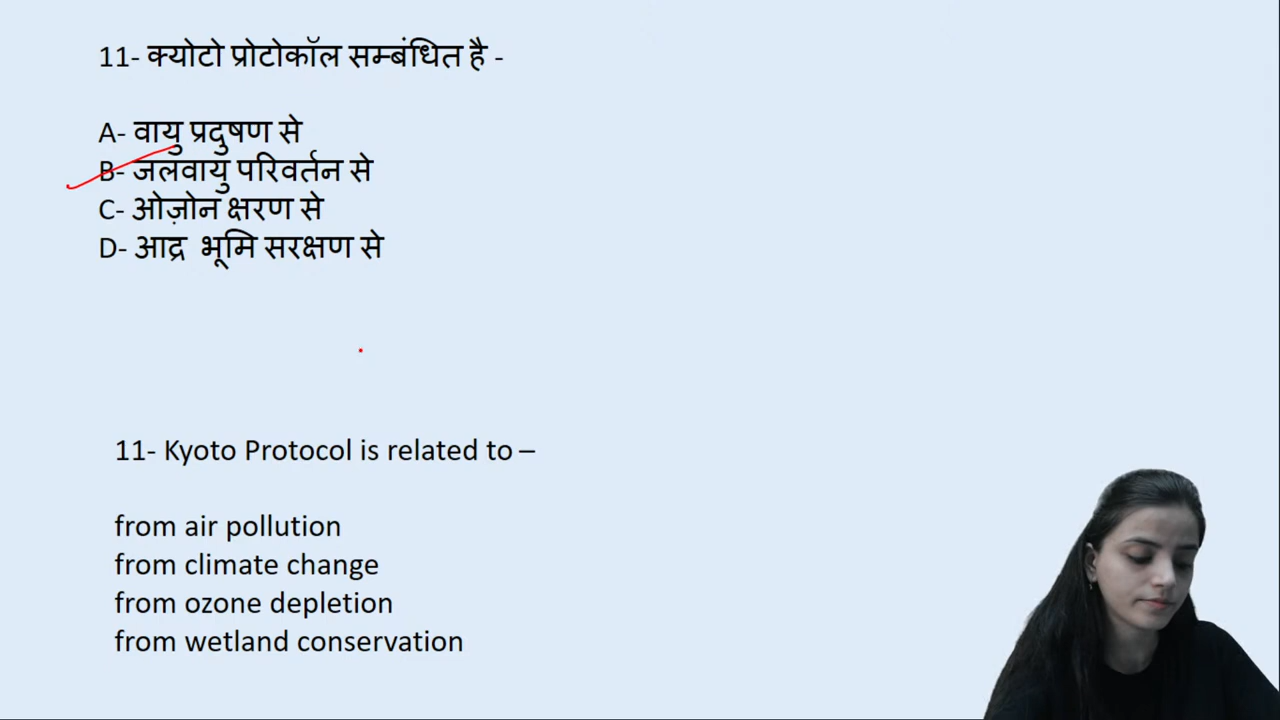 11- क्योटो प्रोटोकॉल सम्बंधित है -
A- वायु प्रदुषण से
B- जलवायु परिवर्तन से
C- ओज़ोन क्षरण से
D- आद्र भूमि सरक्षण से
11- Kyoto Protocol is related to –
from air pollution
from climate change
from ozone depletion
from wetland conservation